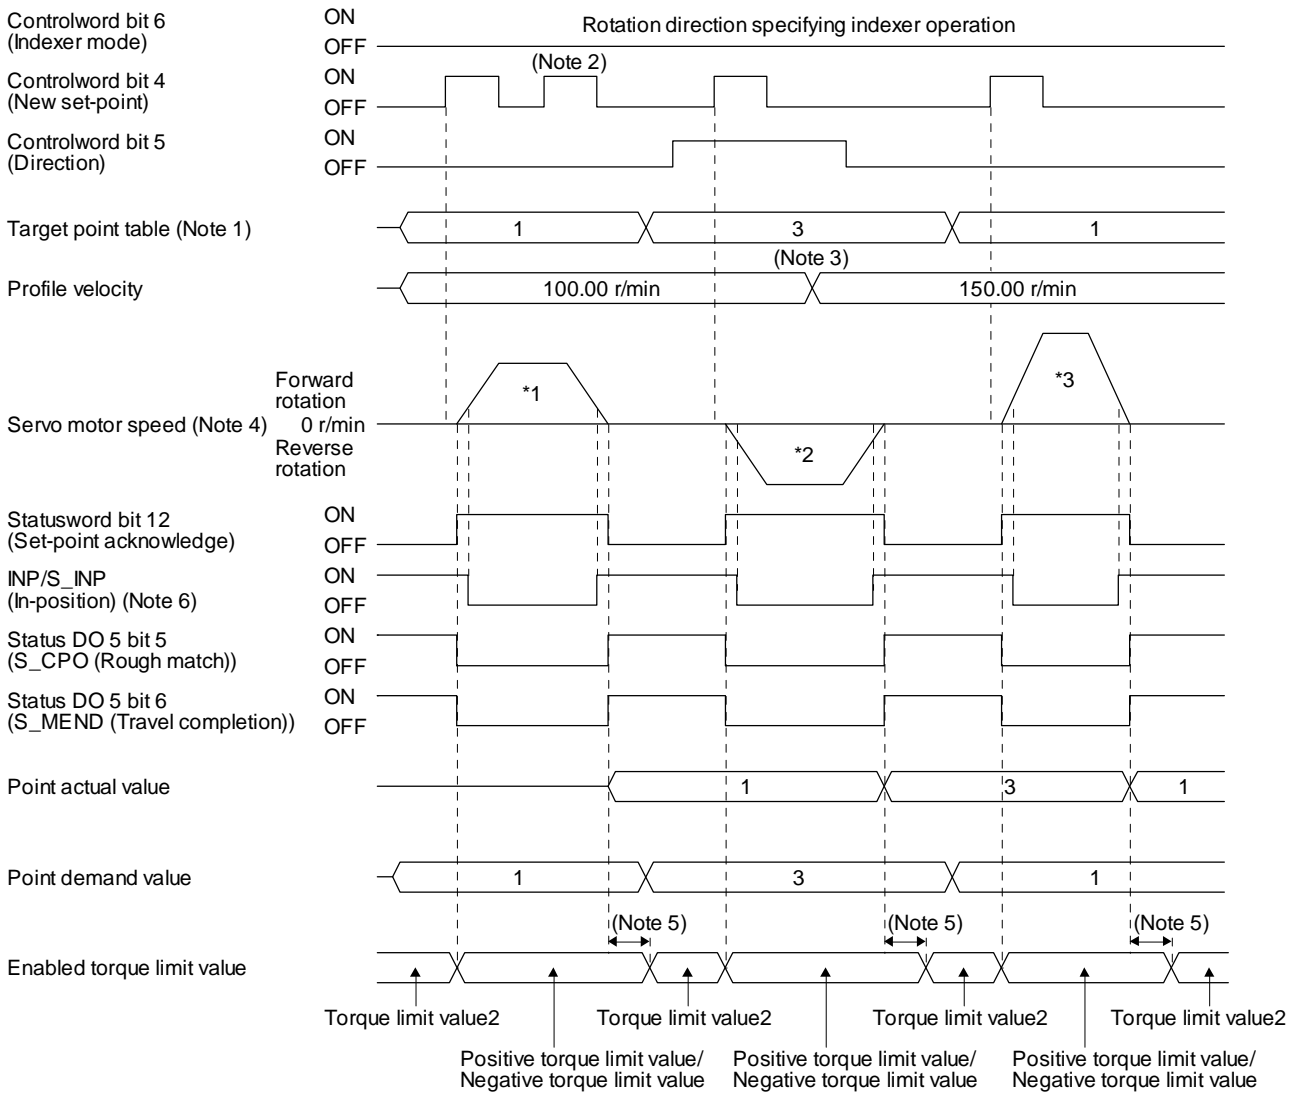 Controlword bit 6
(Indexer mode)
ON
OFF
Rotation direction specifying indexer operation
Controlword bit 4
(New set-point)
ON
OFF
(Note 2)
Controlword bit 5
(Direction)
ON
OFF
Target point table (Note 1)
1
3
1
(Note 3)
Profile velocity
100.00 r/min
150.00 r/min
Forward
rotation
Servo motor speed (Note 4)
0 r/min
Reverse
rotation
*1
*2
*3
Statusword bit 12
(Set-point acknowledge)
ON
OFF
INP/S_INP
(In-position) (Note 6)
ON
OFF
Status DO 5 bit 5
(S_CPO (Rough match))
ON
OFF
Status DO 5 bit 6
(S_MEND (Travel completion))
ON
OFF
Point actual value
1
3
1
Point demand value
1
3
1
(Note 5)
(Note 5)
(Note 5)
Enabled torque limit value
Torque limit value2
Torque limit value2
Torque limit value2
Torque limit value2
Positive torque limit value/
Negative torque limit value
Positive torque limit value/
Negative torque limit value
Positive torque limit value/
Negative torque limit value